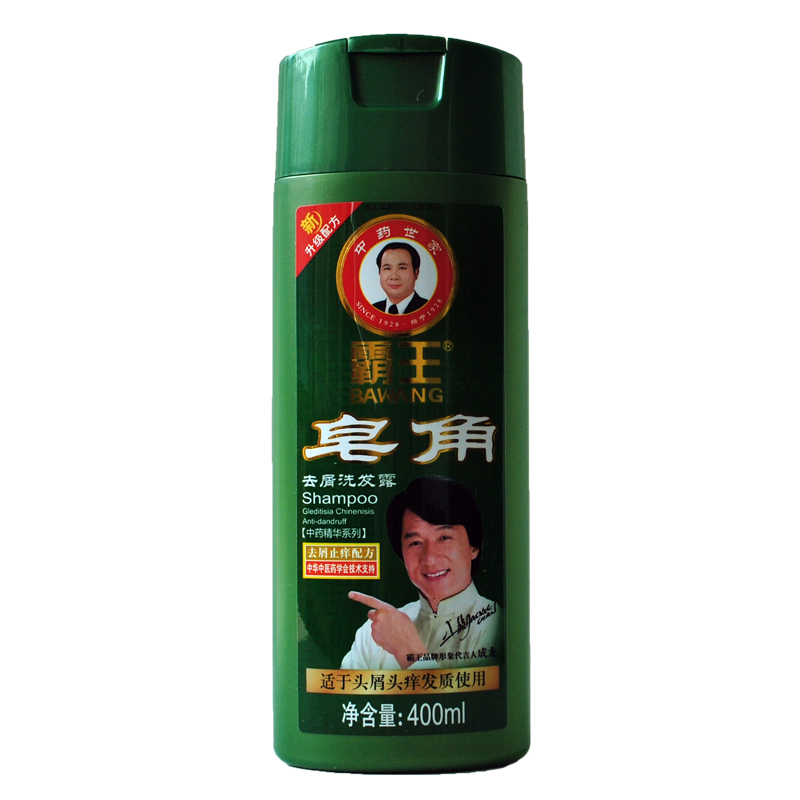 新
升级配方
中药世家
SINCE 1928
霸王®
BAWANG
皂角
去屑洗发露
Shampoo
Gleditisia Chinenisis
Anti-dandruff
【中药精华系列】
去屑止痒配方
中华中医药学会技术支持
霸王品牌形象代言人成龙
适于头屑头痒发质使用
净含量:400ml